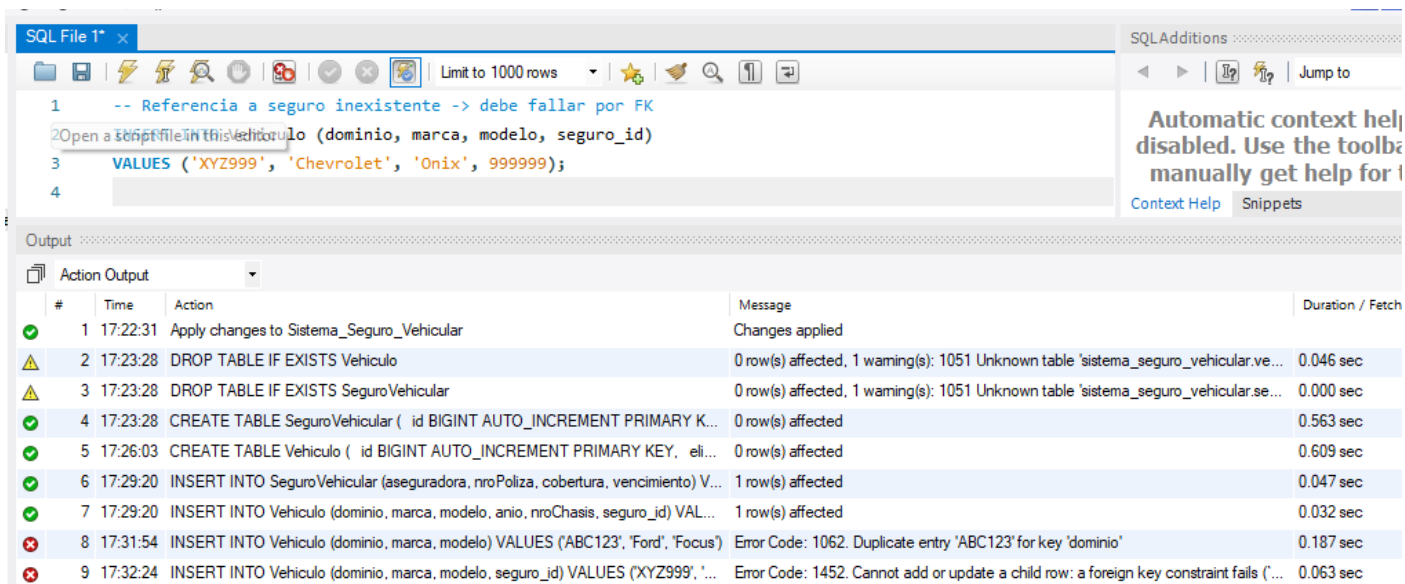 SQL File 1* ×
SQLAdditions
Limit to 1000 rows
Jump to
1 -- Referencia a seguro inexistente -> debe fallar por FK
2 lo (dominio, marca, modelo, seguro_id)
Open a script file in this editor
3 VALUES ('XYZ999', 'Chevrolet', 'Onix', 999999);
4
Automatic context help
disabled. Use the toolba
manually get help for t
Context Help Snippets
Output
Action Output
# Time Action Message Duration / Fetch
1 17:22:31 Apply changes to Sistema_Seguro_Vehicular Changes applied
2 17:23:28 DROP TABLE IF EXISTS Vehiculo 0 row(s) affected, 1 warning(s): 1051 Unknown table 'sistema_seguro_vehicular.ve... 0.046 sec
3 17:23:28 DROP TABLE IF EXISTS SeguroVehicular 0 row(s) affected, 1 warning(s): 1051 Unknown table 'sistema_seguro_vehicular.se... 0.000 sec
4 17:23:28 CREATE TABLE SeguroVehicular ( id BIGINT AUTO_INCREMENT PRIMARY K... 0 row(s) affected 0.563 sec
5 17:26:03 CREATE TABLE Vehiculo ( id BIGINT AUTO_INCREMENT PRIMARY KEY, eli... 0 row(s) affected 0.609 sec
6 17:29:20 INSERT INTO SeguroVehicular (aseguradora, nroPoliza, cobertura, vencimiento) V... 1 row(s) affected 0.047 sec
7 17:29:20 INSERT INTO Vehiculo (dominio, marca, modelo, anio, nroChasis, seguro_id) VAL... 1 row(s) affected 0.032 sec
8 17:31:54 INSERT INTO Vehiculo (dominio, marca, modelo) VALUES ('ABC123', 'Ford', 'Focus') Error Code: 1062. Duplicate entry 'ABC123' for key 'dominio' 0.187 sec
9 17:32:24 INSERT INTO Vehiculo (dominio, marca, modelo, seguro_id) VALUES ('XYZ999', '... Error Code: 1452. Cannot add or update a child row: a foreign key constraint fails (`... 0.063 sec